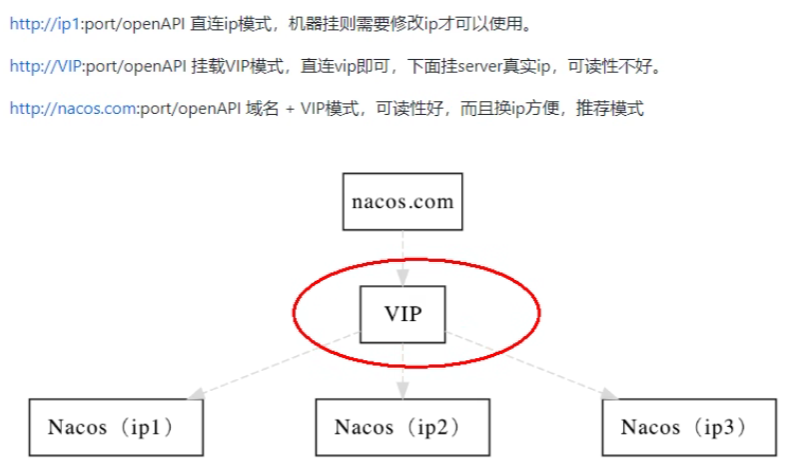 http://ip1:port/openAPI 直连ip模式，机器挂则需要修改ip才可以使用。
http://VIP:port/openAPI 挂载VIP模式，直连vip即可，下面挂server真实ip，可读性不好。
http://nacos.com:port/openAPI 域名 + VIP模式，可读性好，而且换ip方便，推荐模式
nacos.com
VIP
Nacos（ip1）
Nacos（ip2）
Nacos（ip3）